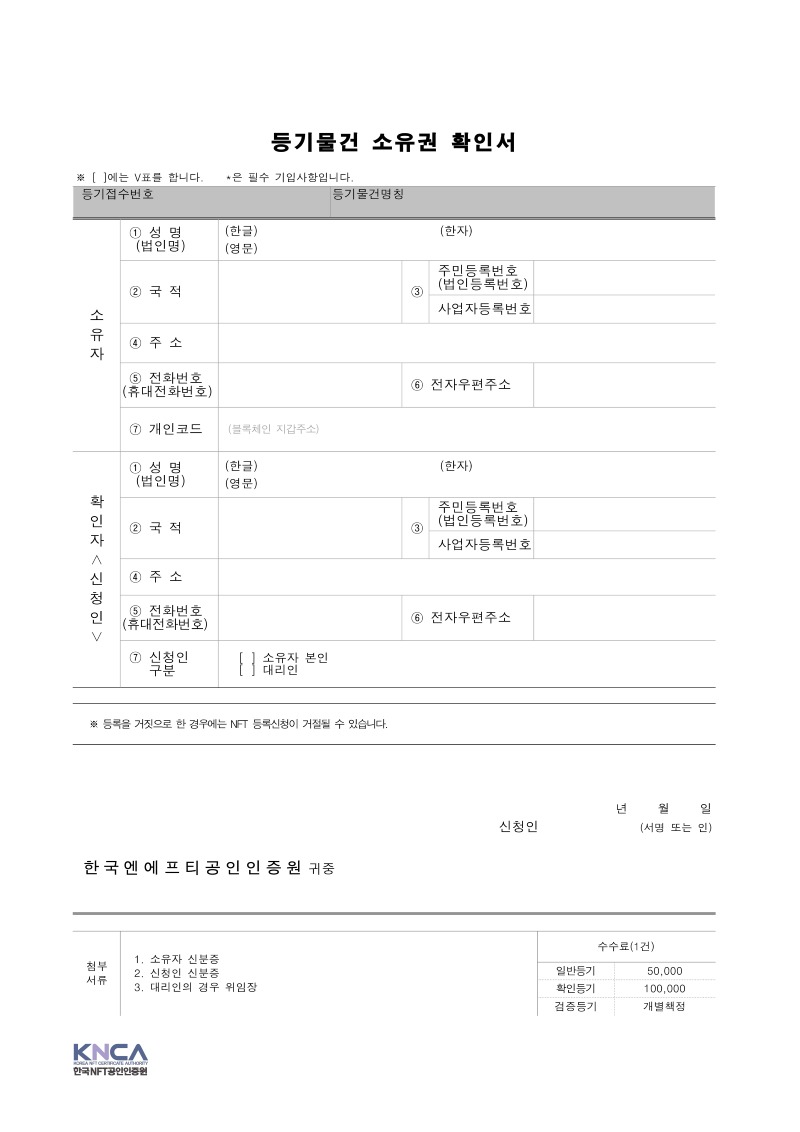 등기물건 소유권 확인서
※ [ ]에는 V표를 합니다. *은 필수 기입사항입니다.
등기접수번호 등기물건명칭
소유자
① 성 명 (한글) (한자)
(법인명) (영문)
② 국 적 ③ 주민등록번호
(법인등록번호)
사업자등록번호
④ 주 소
⑤ 전화번호 ⑥ 전자우편주소
(휴대전화번호)
⑦ 개인코드 (블록체인 지갑주소)
확인자<신청인>
① 성 명 (한글) (한자)
(법인명) (영문)
② 국 적 ③ 주민등록번호
(법인등록번호)
사업자등록번호
④ 주 소
⑤ 전화번호 ⑥ 전자우편주소
(휴대전화번호)
⑦ 신청인 [ ] 소유자 본인
구분 [ ] 대리인
※ 등록을 거짓으로 한 경우에는 NFT 등록신청이 거절될 수 있습니다.
년 월 일
신청인 (서명 또는 인)
한국엔에프티공인인증원 귀중
첨부
서류
1. 소유자 신분증
2. 신청인 신분증
3. 대리인의 경우 위임장
수수료(1건)
일반등기 50,000
확인등기 100,000
검증등기 개별책정
KNCA
KOREA NFT CERTIFICATE AUTHORITY
한국NFT공인인증원